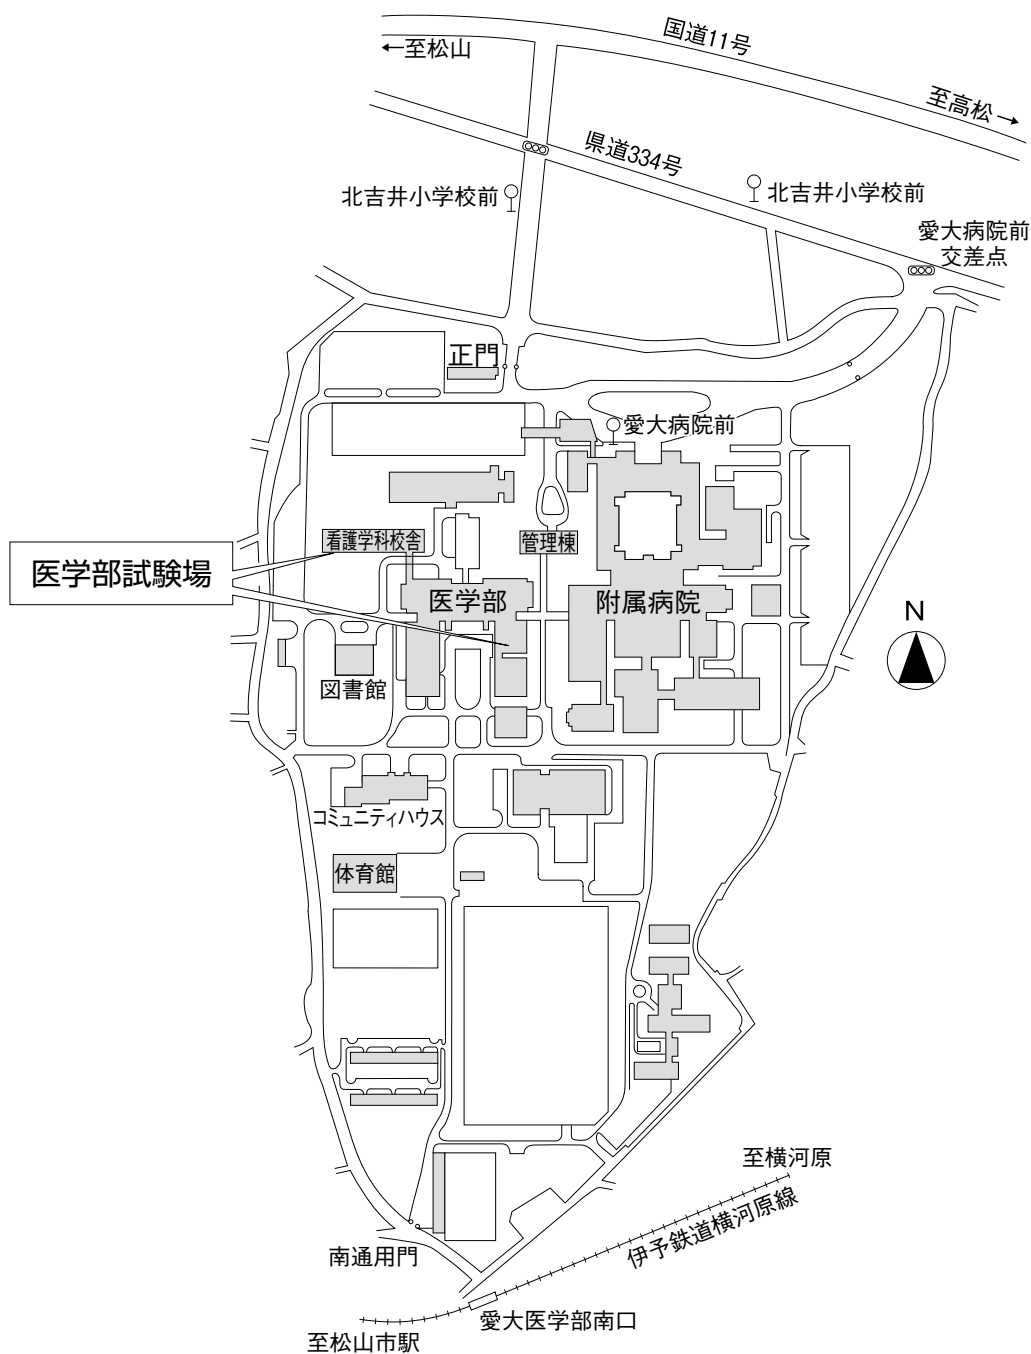 国道11号
←至松山
至高松→
県道334号
北吉井小学校前
北吉井小学校前
愛大病院前
交差点
正門
愛大病院前
看護学科校舎
管理棟
医学部試験場
医学部
附属病院
N
図書館
コミュニティハウス
体育館
至横河原
伊予鉄道横河原線
南通用門
愛大医学部南口
至松山市駅